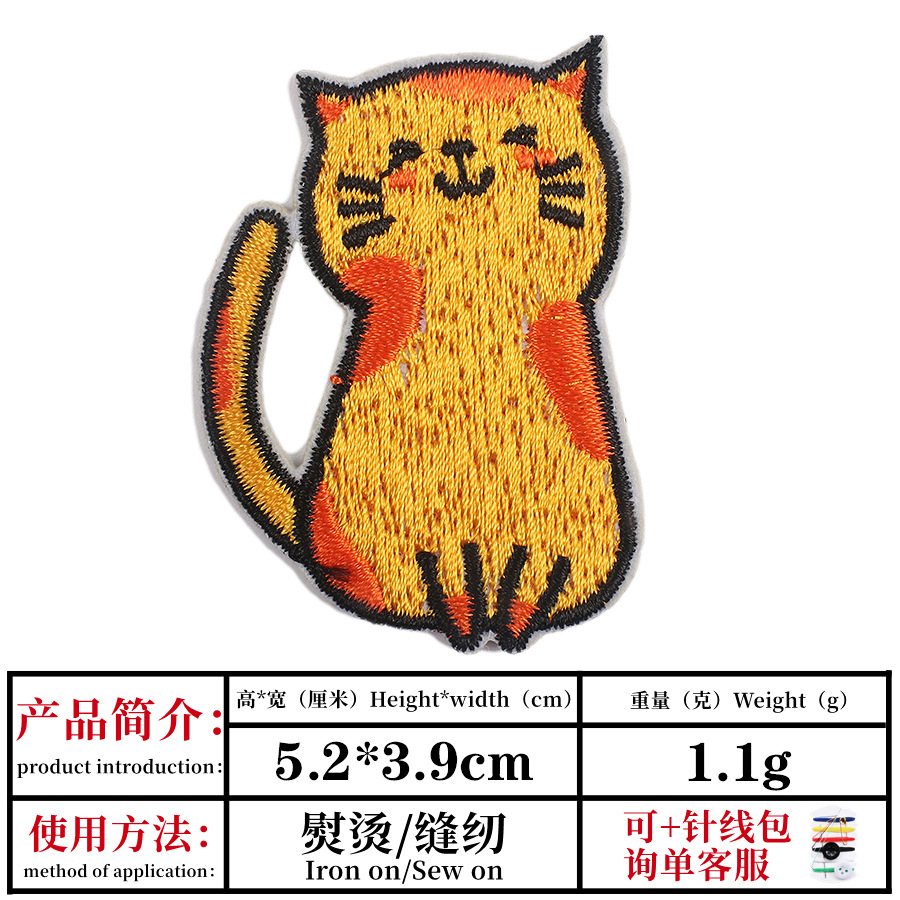 产品简介：
product introduction：
高*宽（厘米）Height*width（cm）
重量（克）Weight（g）
5.2*3.9cm
1.1g
使用方法：
method of application：
熨烫/缝纫
Iron on/Sew on
可+针线包
询单客服